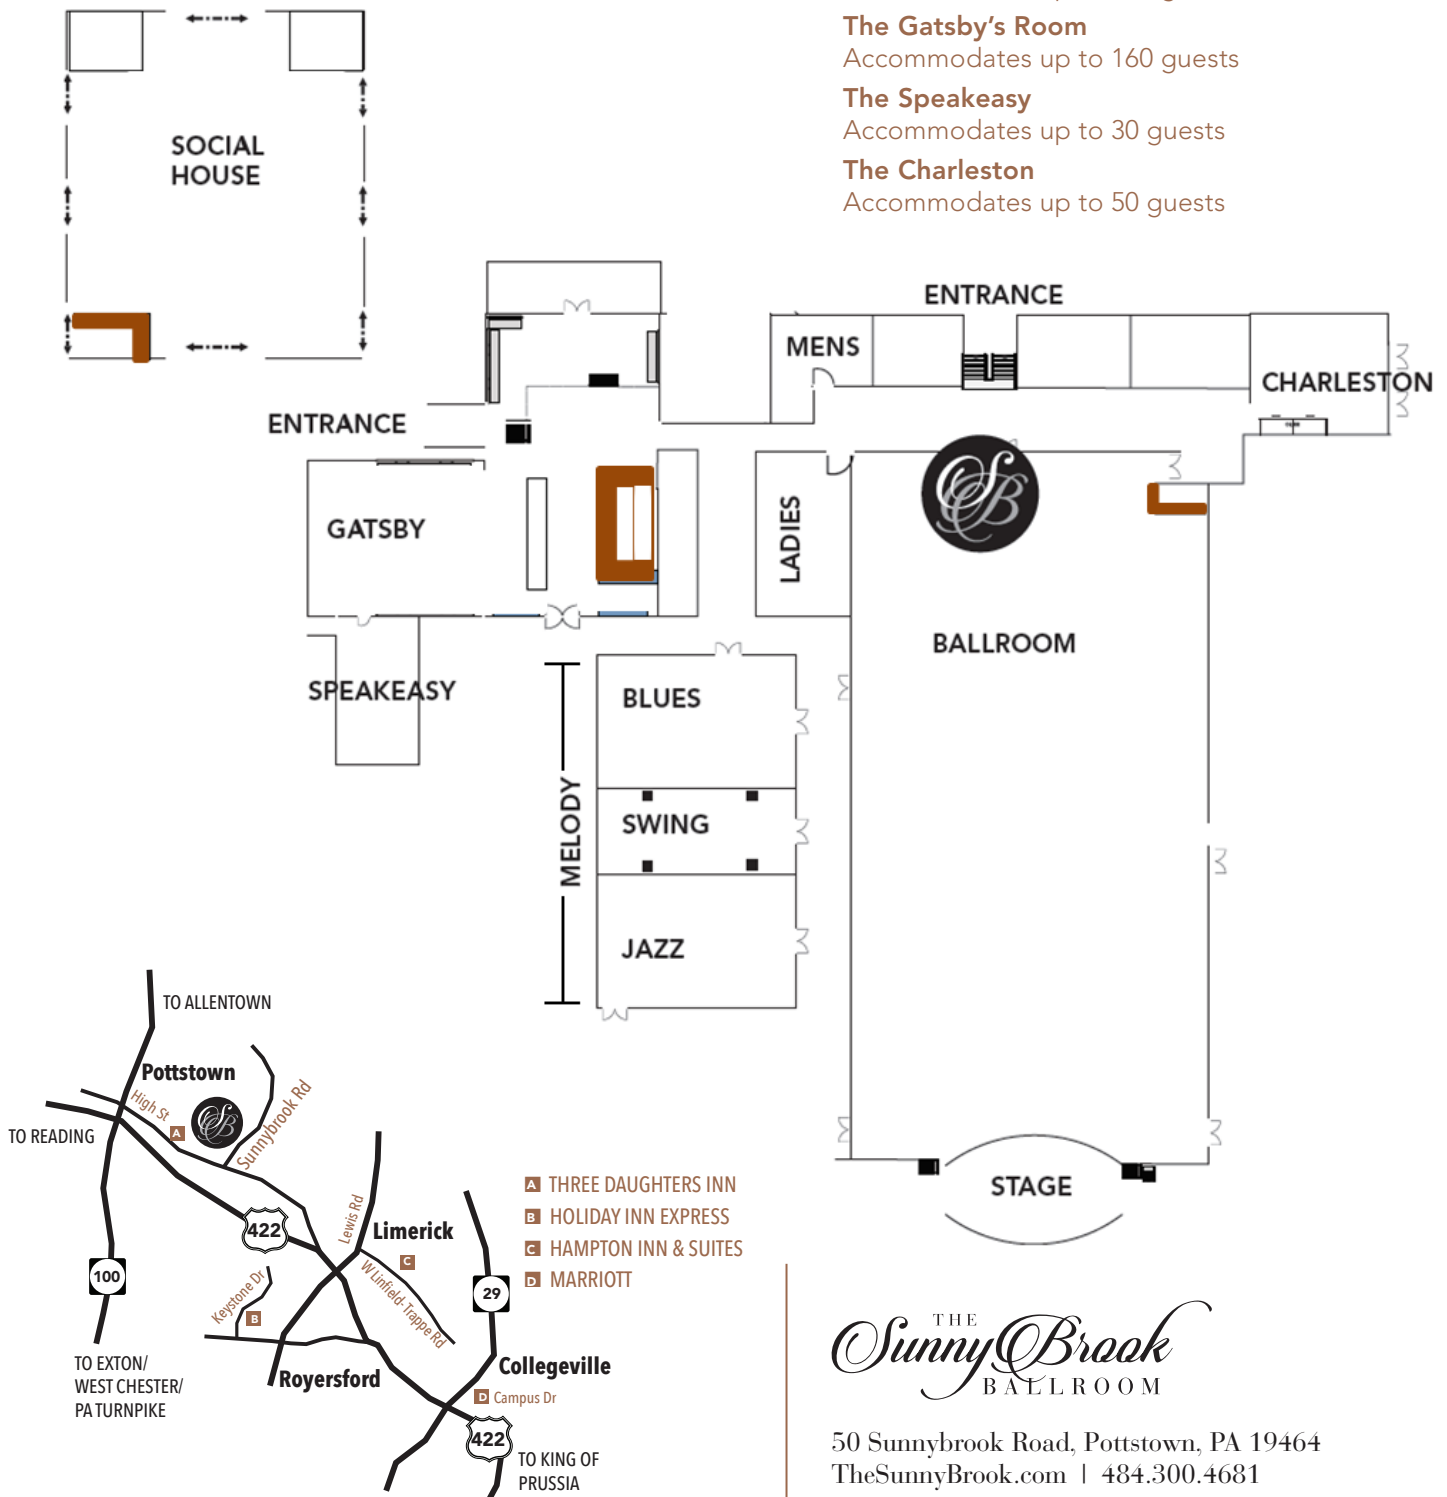 The Gatsby's Room
Accommodates up to 160 guests
The Speakeasy
Accommodates up to 30 guests
The Charleston
Accommodates up to 50 guests
SOCIAL
HOUSE
ENTRANCE
MENS
CHARLESTON
ENTRANCE
GATSBY
LADIES
SB
BALLROOM
SPEAKEASY
BLUES
MELODY
SWING
JAZZ
STAGE
TO ALLENTOWN
Pottstown
High St
A
SB
Sunnybrook Rd
TO READING
422
Lewis Rd
Limerick
C
W Linfield-Trappe Rd
100
Keystone Dr
B
29
TO EXTON/
WEST CHESTER/
PA TURNPIKE
Royersford
Collegeville
D Campus Dr
422
TO KING OF
PRUSSIA
A THREE DAUGHTERS INN
B HOLIDAY INN EXPRESS
C HAMPTON INN & SUITES
D MARRIOTT
THE
SunnyBrook
BALLROOM
50 Sunnybrook Road, Pottstown, PA 19464
TheSunnyBrook.com | 484.300.4681